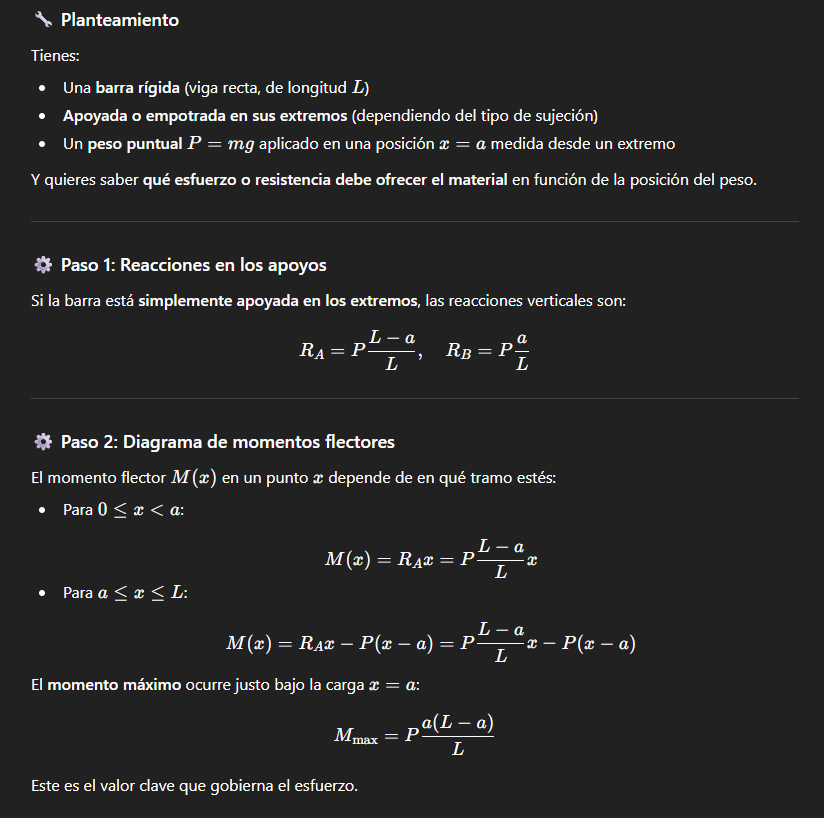 🔧 Planteamiento
Tienes:
• Una barra rígida (viga recta, de longitud L)
• Apoyada o empotrada en sus extremos (dependiendo del tipo de sujeción)
• Un peso puntual P = mg aplicado en una posición x = a medida desde un extremo
Y quieres saber qué esfuerzo o resistencia debe ofrecer el material en función de la posición del peso.
⚙️ Paso 1: Reacciones en los apoyos
Si la barra está simplemente apoyada en los extremos, las reacciones verticales son:
R_A = P \frac{L − a}{L}, R_B = P \frac{a}{L}
⚙️ Paso 2: Diagrama de momentos flectores
El momento flector M(x) en un punto x depende de en qué tramo estés:
• Para 0 ≤ x < a:
M(x) = R_A x = P \frac{L − a}{L} x
• Para a ≤ x ≤ L:
M(x) = R_A x − P(x − a) = P \frac{L − a}{L} x − P(x − a)
El momento máximo ocurre justo bajo la carga x = a:
M_{max} = P \frac{a(L − a)}{L}
Este es el valor clave que gobierna el esfuerzo.